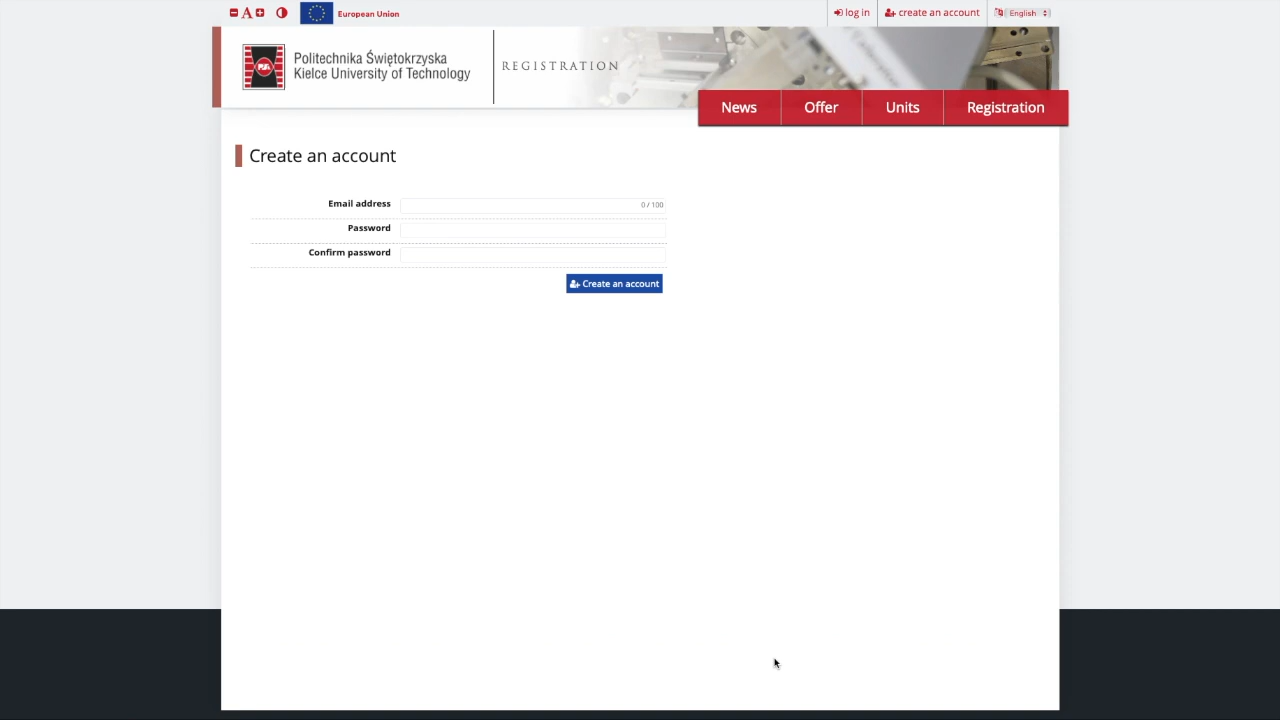 A European Union log in create an account English
Politechnika Świętokrzyska
Kielce University of Technology
REGISTRATION
News Offer Units Registration
Create an account
Email address 0 / 100
Password
Confirm password
Create an account